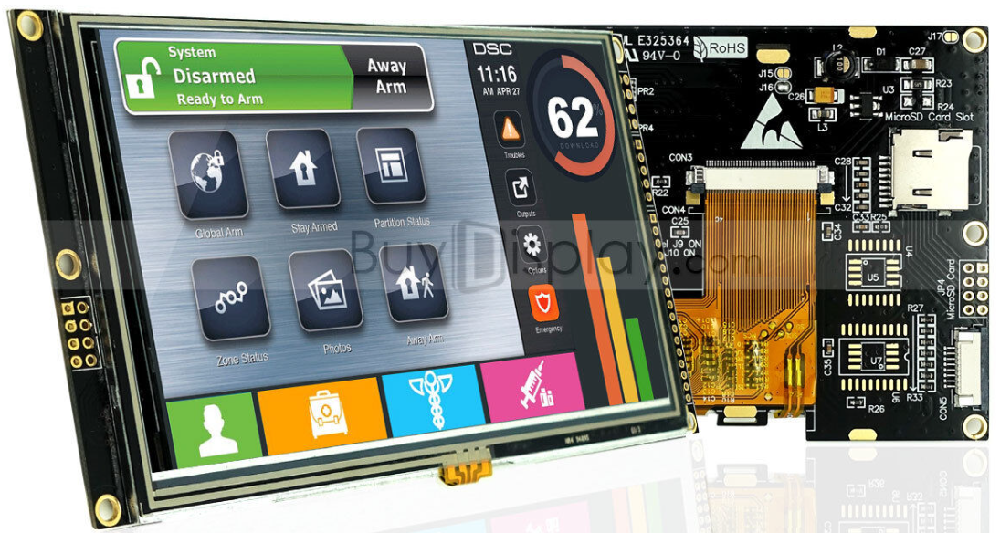 System
Disarmed
Ready to Arm
Away
Arm
DSC
11:16
AM APR 27
62%
DOWNLOAD
Troubles
Outputs
Options
Emergency
Global Arm
Stay Armed
Partition Status
Zone Status
Photos
Away Arm
BuyDisplay.com
E325364
94V-0
RoHS
J17
J15
J16
L2
D1
C27
C26
U3
R23
R24
L3
MicroSD Card Slot
PR2
PR4
CON3
R22
CON4
C25
J9 ON
J10 ON
C28
C32
C33
R25
C34
U4
U5
JP4
MicroSD Card
R27
C35
U7
R33
R26
CON5